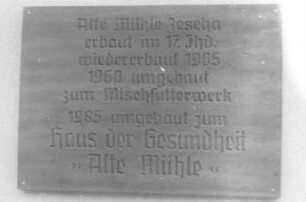 Alte Mühle Zescha
erbaut im 17. Jhd.
wiedererbaut 1905
1960 umgebaut
zum Mischfutterwerk
1985 umgebaut zum
Haus der Gesundheit
»Alte Mühle«